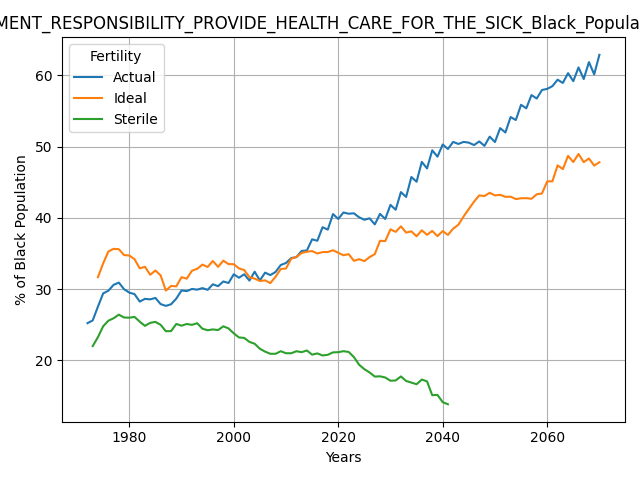 MENT_RESPONSIBILITY_PROVIDE_HEALTH_CARE_FOR_THE_SICK_Black_Popula
Fertility
Actual
Ideal
Sterile
60
50
40
30
20
% of Black Population
1980
2000
2020
2040
2060
Years